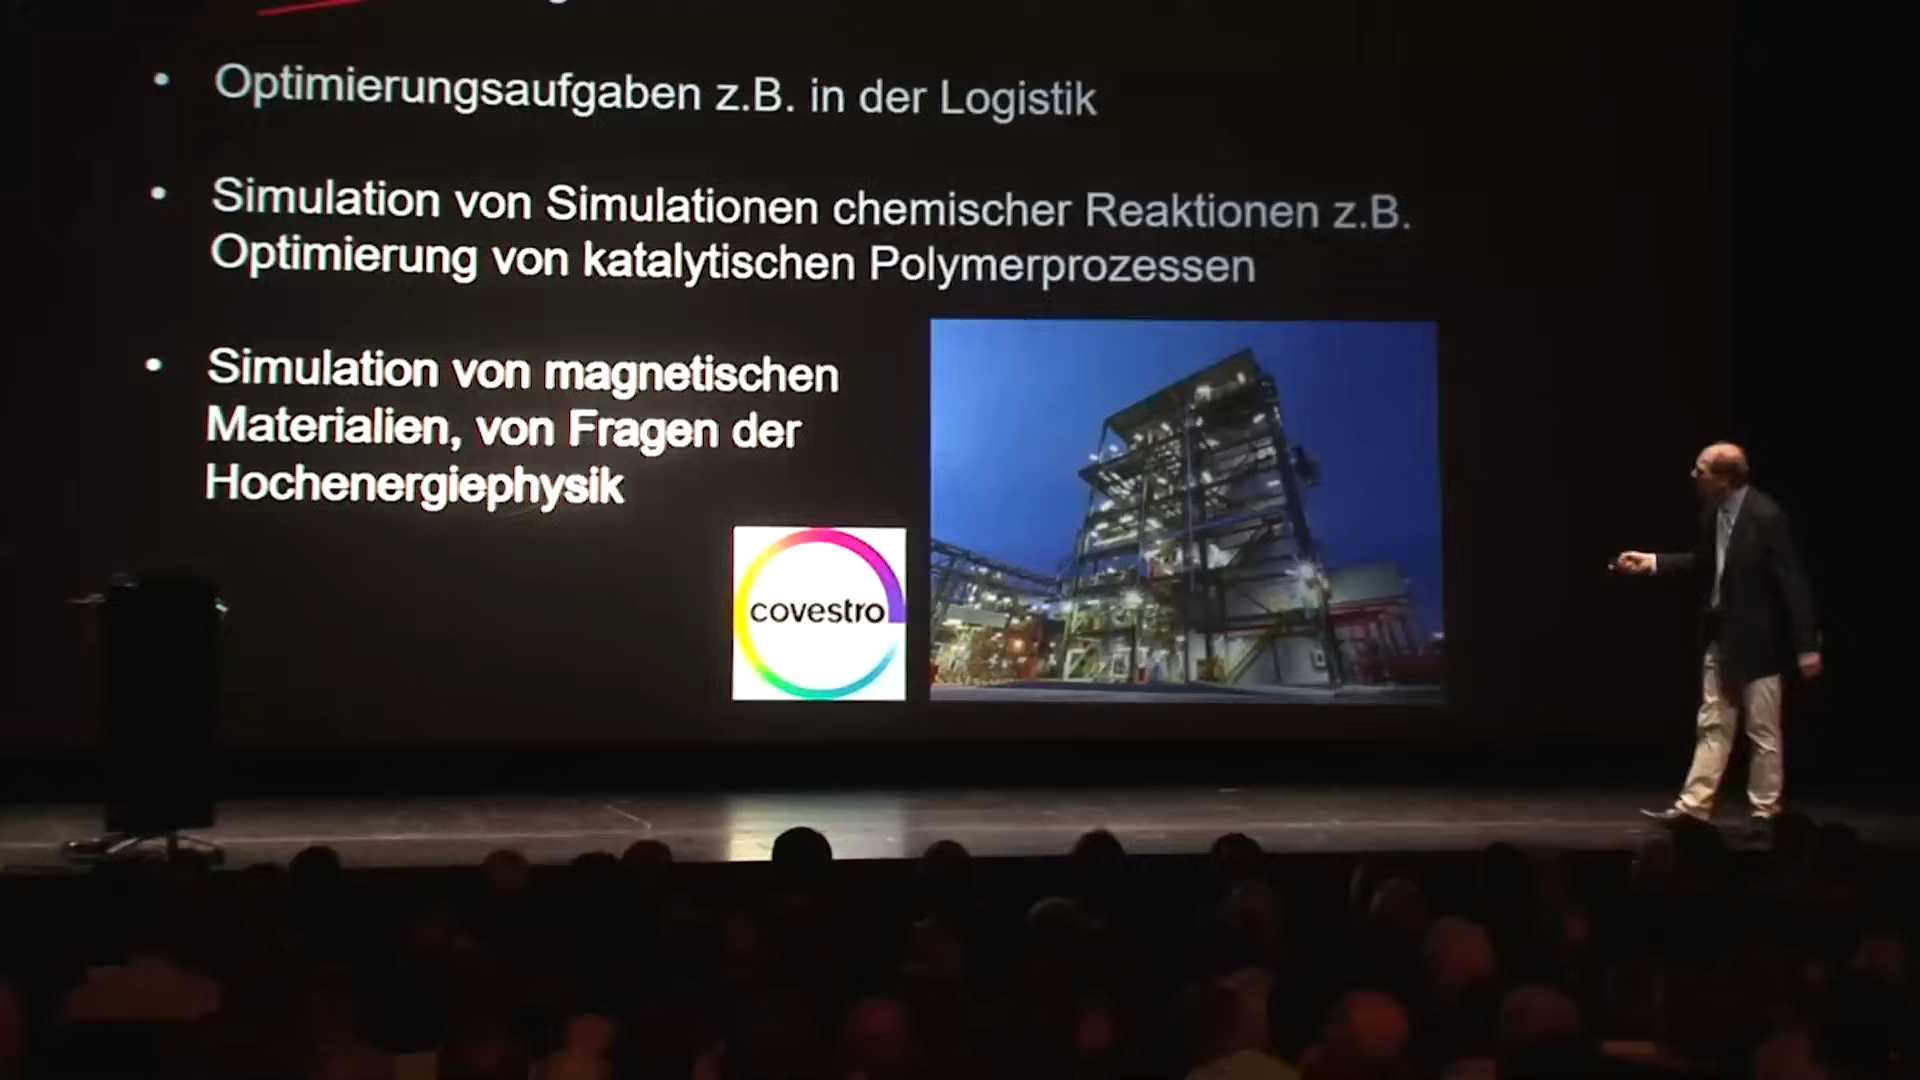 • Optimierungsaufgaben z.B. in der Logistik
• Simulation von Simulationen chemischer Reaktionen z.B.
Optimierung von katalytischen Polymerprozessen
• Simulation von magnetischen
Materialien, von Fragen der
Hochenergiephysik
covestro